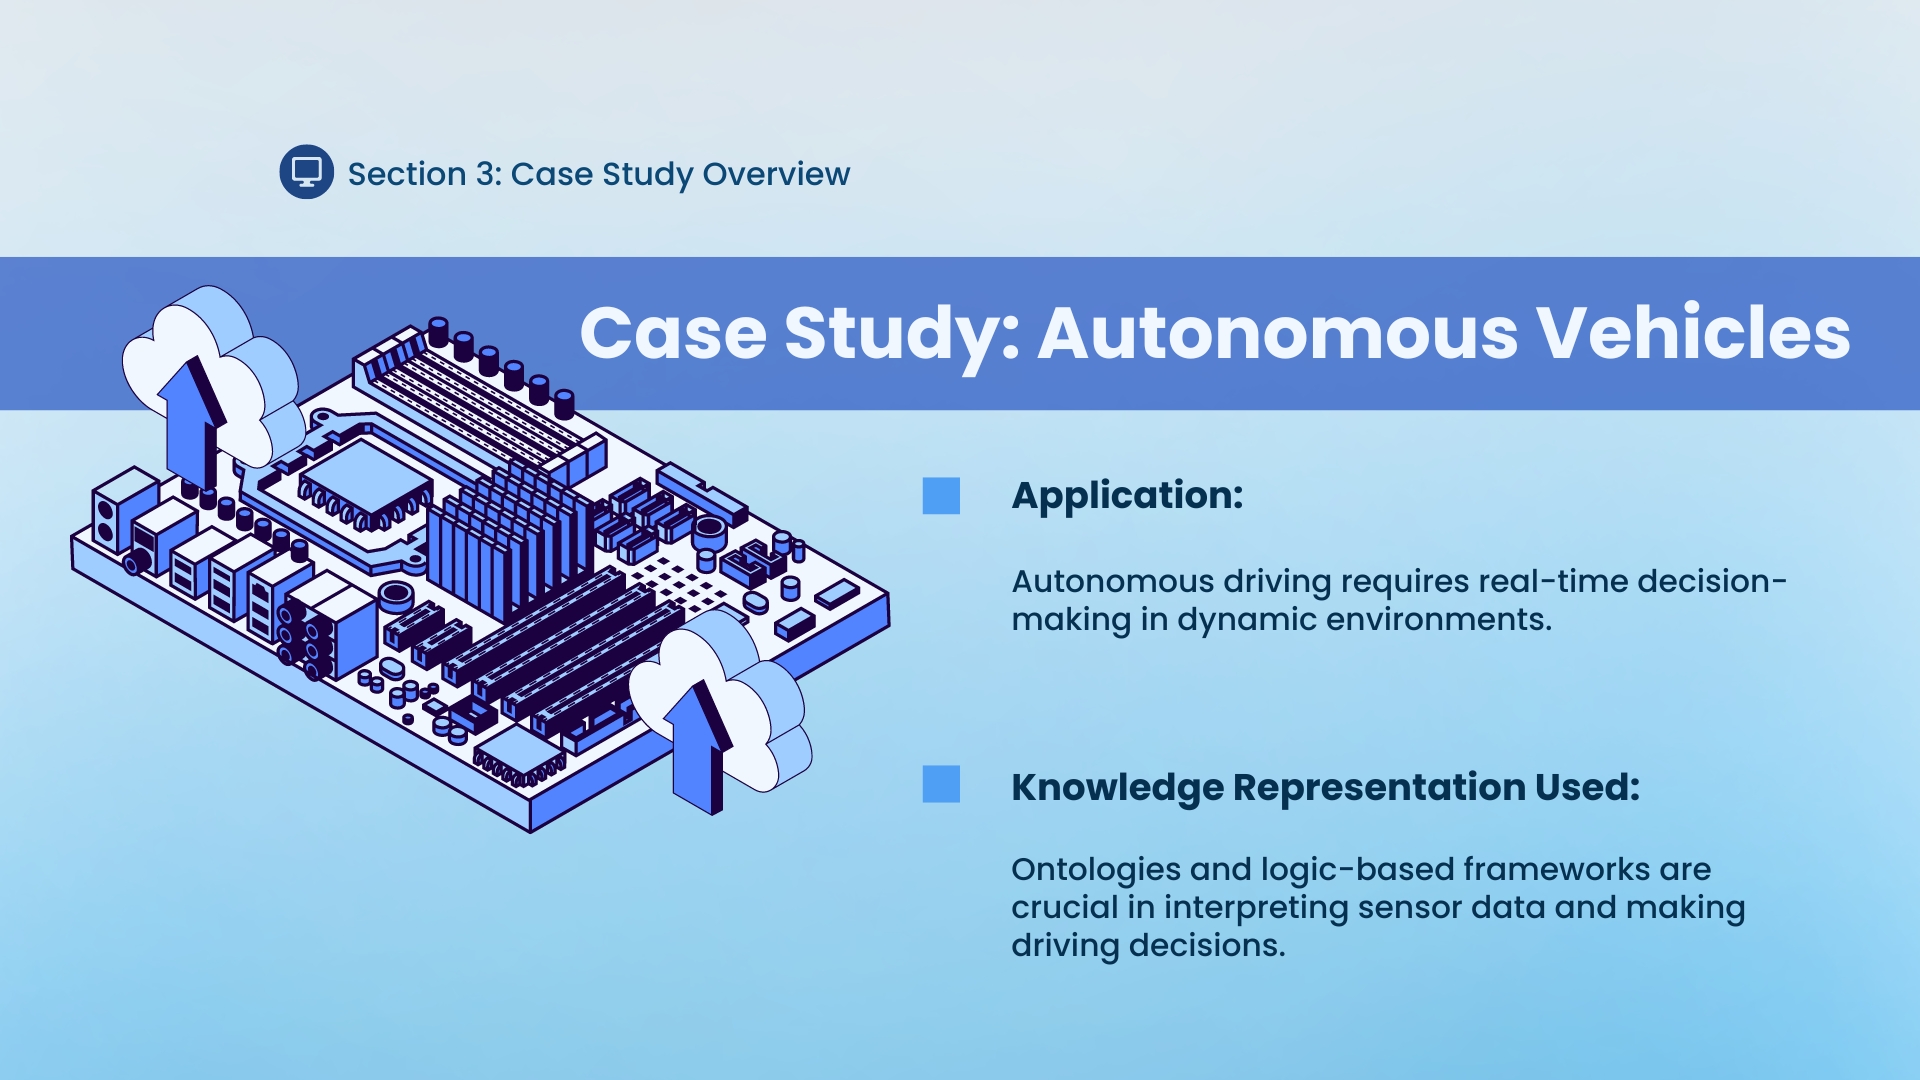 Section 3: Case Study Overview
Case Study: Autonomous Vehicles
Application:
Autonomous driving requires real-time decision-
making in dynamic environments.
Knowledge Representation Used:
Ontologies and logic-based frameworks are
crucial in interpreting sensor data and making
driving decisions.